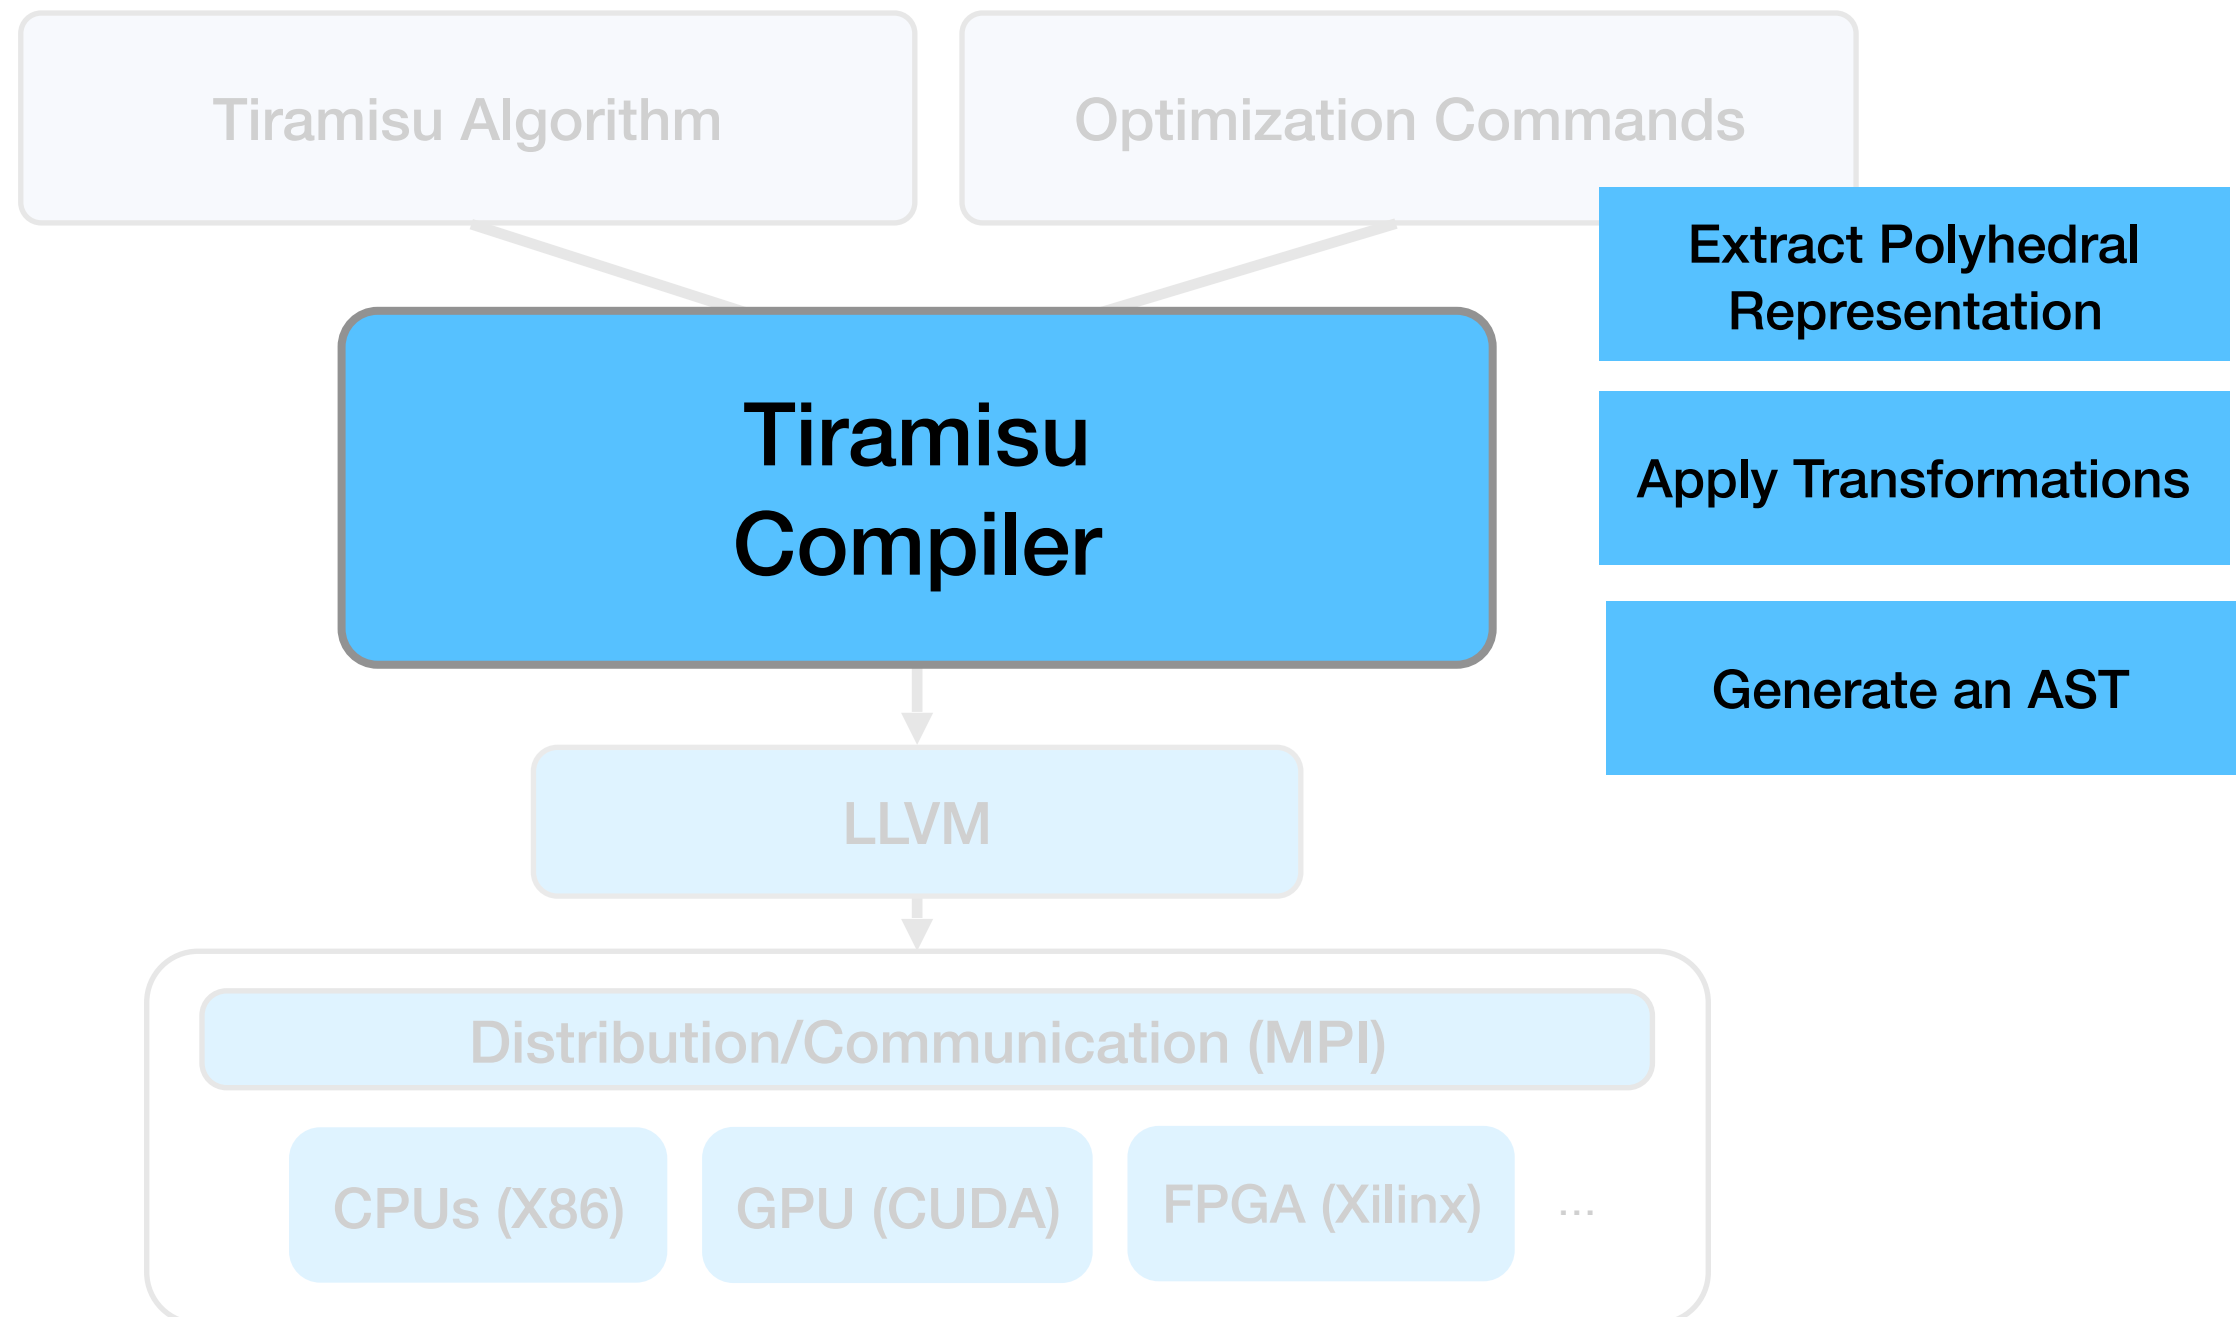 Tiramisu Algorithm
Optimization Commands
Extract Polyhedral
Representation
Tiramisu
Compiler
Apply Transformations
Generate an AST
LLVM
Distribution/Communication (MPI)
CPUs (X86)
GPU (CUDA)
FPGA (Xilinx)
...